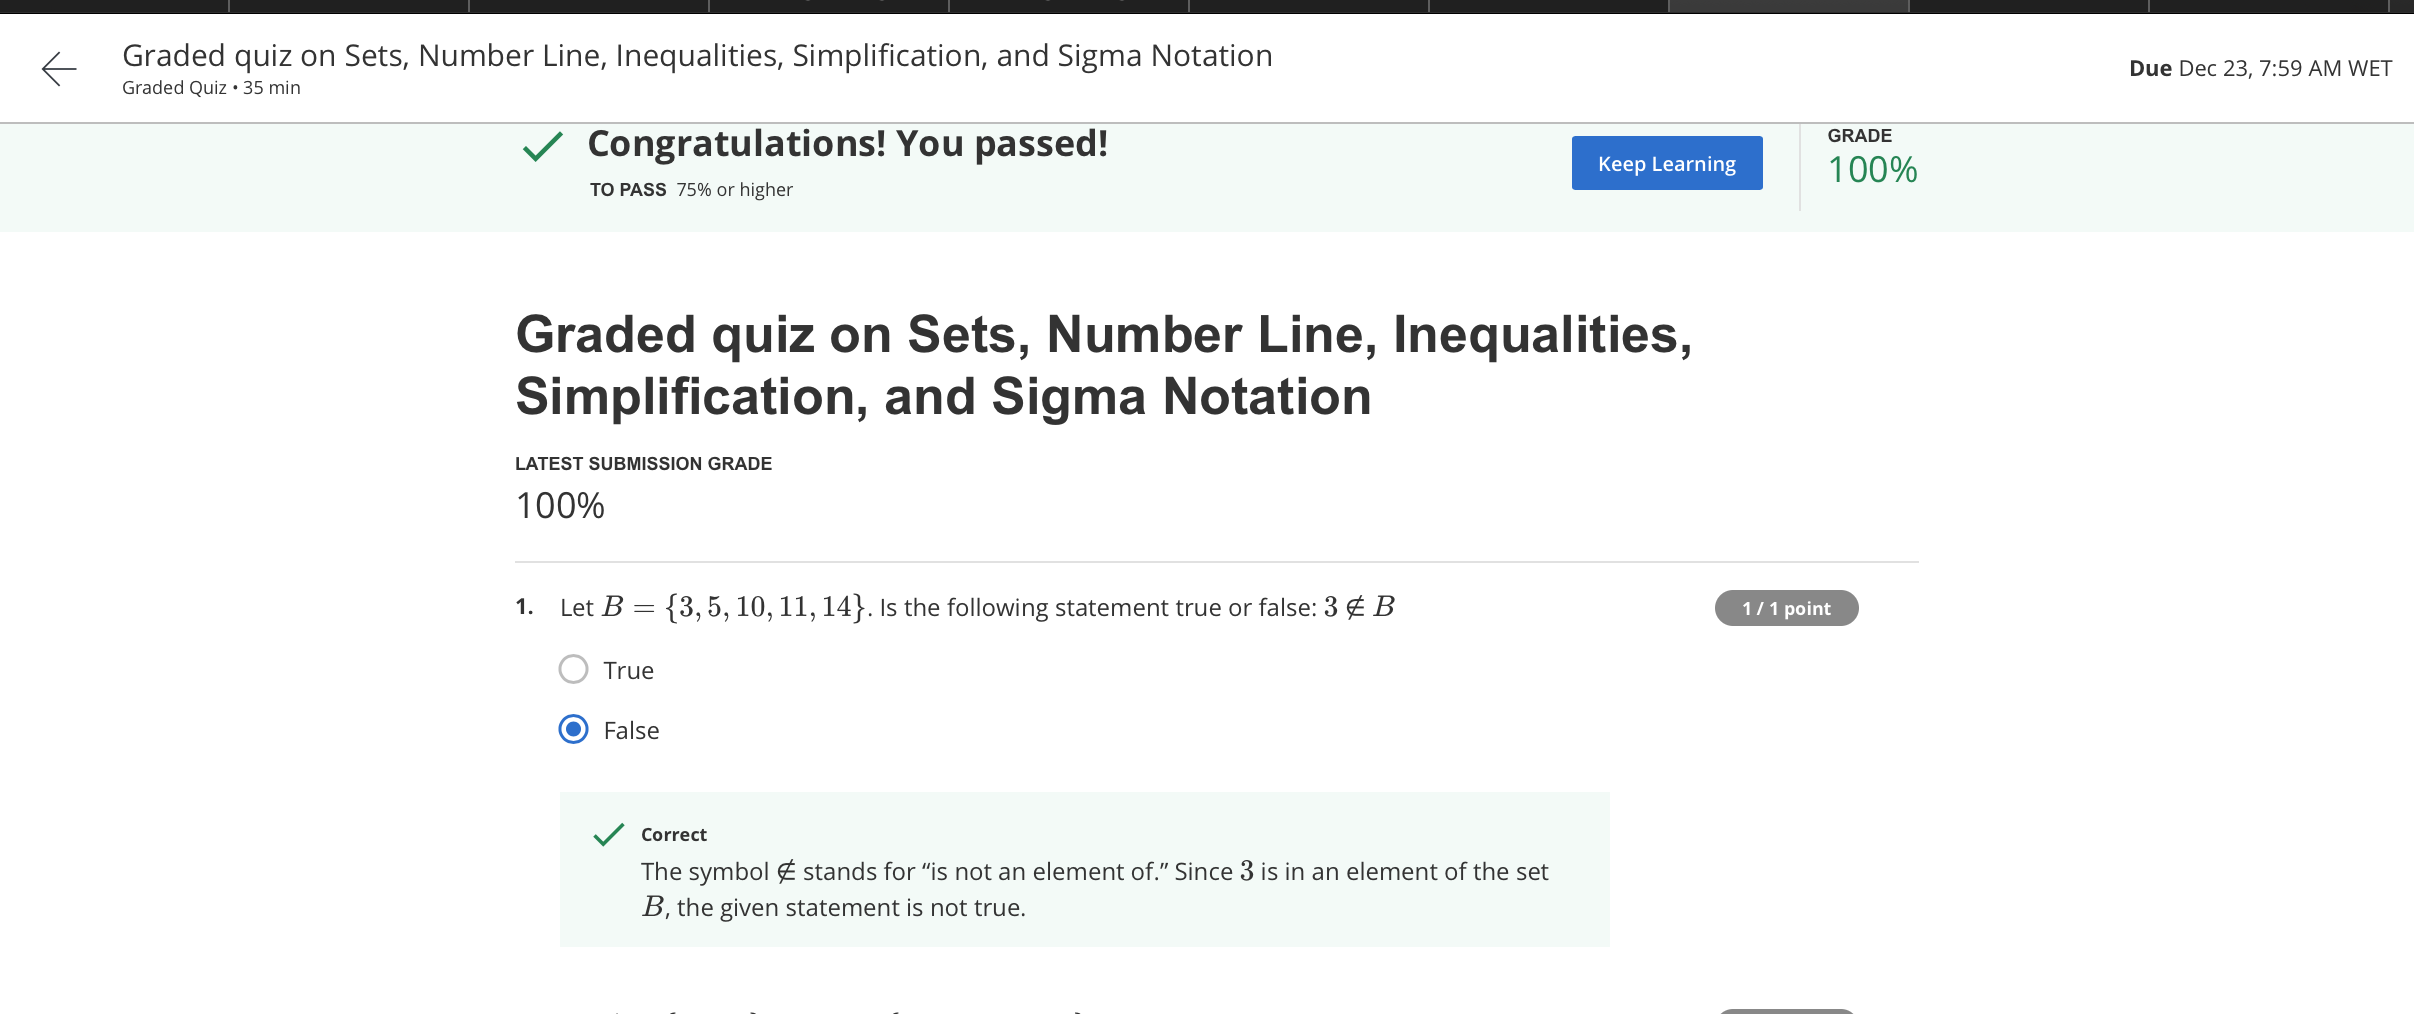 Graded quiz on Sets, Number Line, Inequalities, Simplification, and Sigma Notation
Graded Quiz • 35 min
Due Dec 23, 7:59 AM WET
Congratulations! You passed!
TO PASS 75% or higher
Keep Learning
GRADE
100%
Graded quiz on Sets, Number Line, Inequalities,
Simplification, and Sigma Notation
LATEST SUBMISSION GRADE
100%
1. Let B = {3, 5, 10, 11, 14}. Is the following statement true or false: 3 ∉ B
1 / 1 point
True
False
Correct
The symbol ∉ stands for “is not an element of.” Since 3 is in an element of the set
B, the given statement is not true.